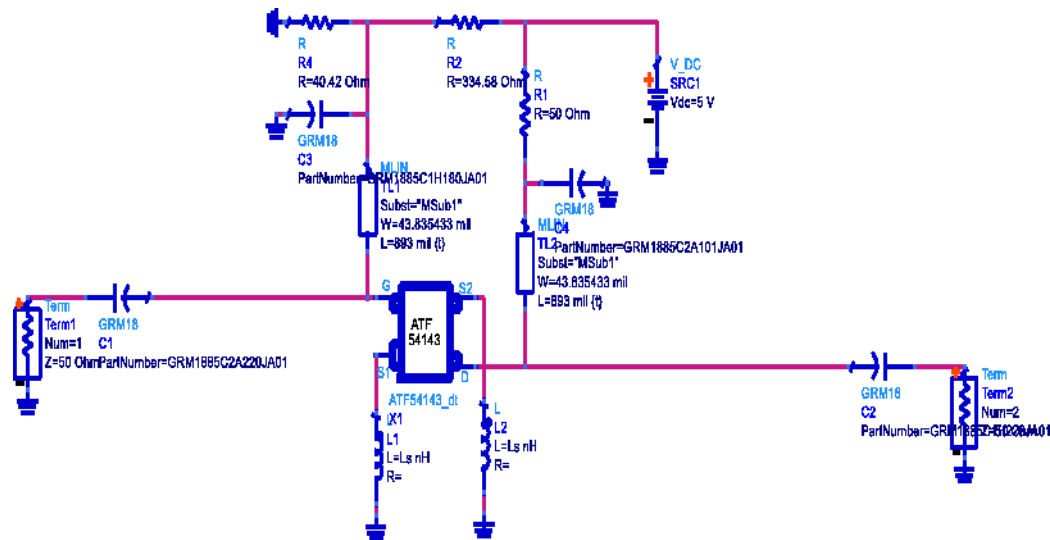 R
R4
R=40.42 Ohm
R
R2
R=334.58 Ohm
R
R1
R=50 Ohm
V_DC
SRC1
Vdc=5 V
GRM18
C3
PartNumber=GRM1885C1H180JA01
MLIN
TL1
Subst="MSub1"
W=43.835433 mil
L=893 mil {t}
GRM18
C4
PartNumber=GRM1885C2A101JA01
MLIN
TL2
Subst="MSub1"
W=43.835433 mil
L=893 mil {t}
Term
Term1
Num=1
Z=50 Ohm
GRM18
C1
PartNumber=GRM1885C2A220JA01
G
S2
ATF
54143
S1
D
ATF54143_dt
X1
L1
L=Ls nH
R=
L
L2
L=Ls nH
R=
GRM18
C2
Term
Term2
Num=2